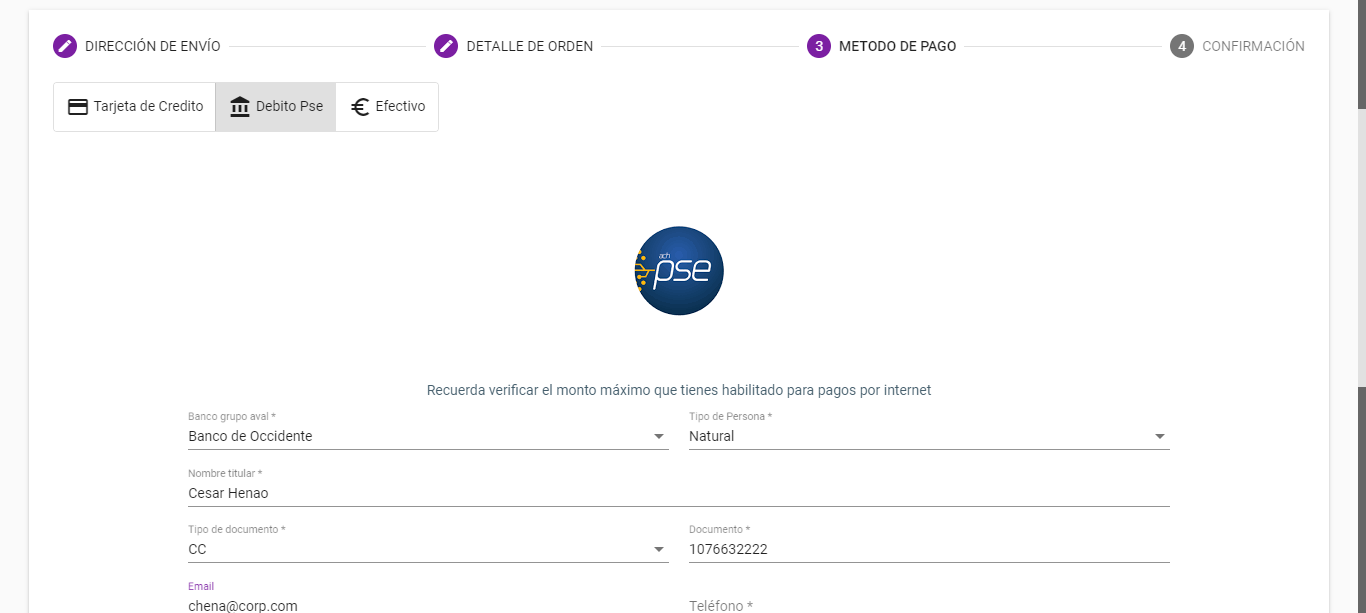 DIRECCIÓN DE ENVÍO
DETALLE DE ORDEN
3 METODO DE PAGO
4 CONFIRMACIÓN
Tarjeta de Credito
Debito Pse
Efectivo
ach
pse
Recuerda verificar el monto máximo que tienes habilitado para pagos por internet
Banco grupo aval *
Banco de Occidente
Tipo de Persona *
Natural
Nombre titular *
Cesar Henao
Tipo de documento *
CC
Documento *
1076632222
Email
chena@corp.com
Teléfono *